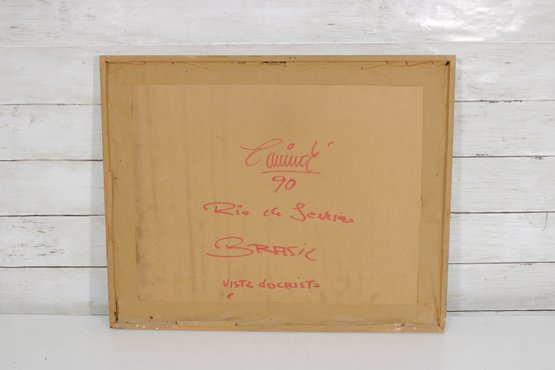 90
Rio de Janeiro
BRASIL
VISTA do CRISTO